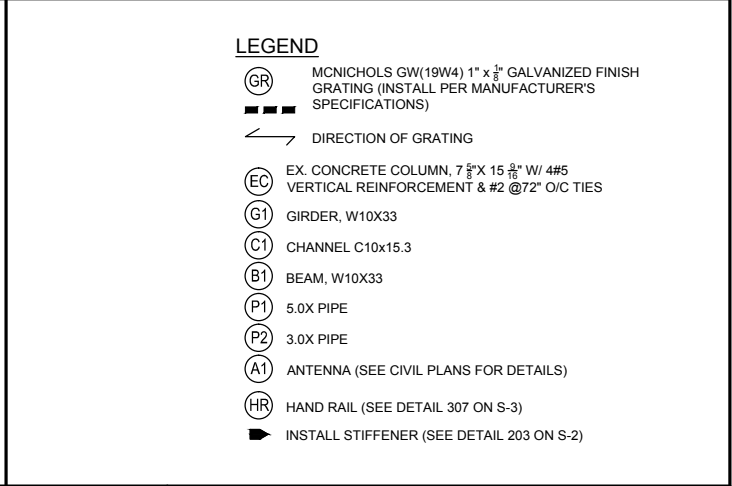 LEGEND
GR MCNICHOLS GW(19W4) 1" x 1/8" GALVANIZED FINISH
GRATING (INSTALL PER MANUFACTURER'S
SPECIFICATIONS)
DIRECTION OF GRATING
EC EX. CONCRETE COLUMN, 7 5/8"X 15 9/16" W/ 4#5
VERTICAL REINFORCEMENT & #2 @72" O/C TIES
G1 GIRDER, W10X33
C1 CHANNEL C10x15.3
B1 BEAM, W10X33
P1 5.0X PIPE
P2 3.0X PIPE
A1 ANTENNA (SEE CIVIL PLANS FOR DETAILS)
HR HAND RAIL (SEE DETAIL 307 ON S-3)
INSTALL STIFFENER (SEE DETAIL 203 ON S-2)